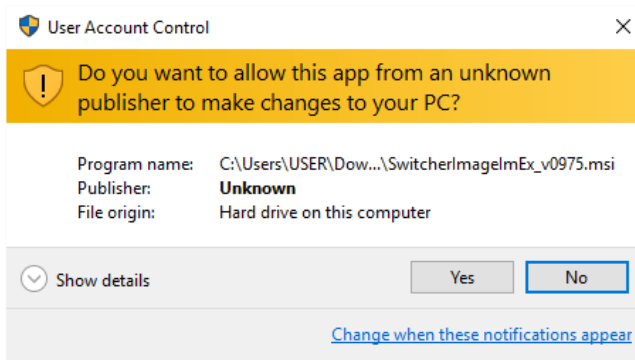 User Account Control
Do you want to allow this app from an unknown
publisher to make changes to your PC?
Program name: C:\Users\USER\Dow...\SwitcherImageImEx_v0975.msi
Publisher: Unknown
File origin: Hard drive on this computer
Show details
Yes
No
Change when these notifications appear